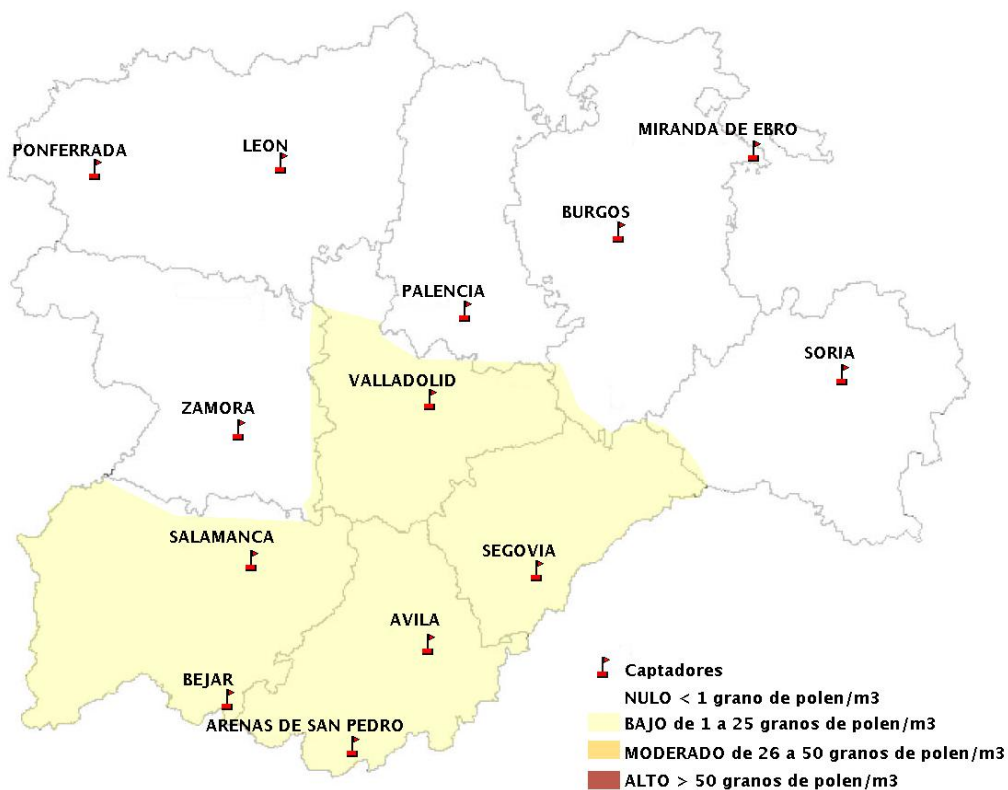 MIRANDA DE EBRO
PONFERRADA
LEON
BURGOS
PALENCIA
SORIA
VALLADOLID
ZAMORA
SALAMANCA
SEGOVIA
AVILA
BEJAR
ARENAS DE SAN PEDRO
Captadores
NULO < 1 grano de polen/m3
BAJO de 1 a 25 granos de polen/m3
MODERADO de 26 a 50 granos de polen/m3
ALTO > 50 granos de polen/m3